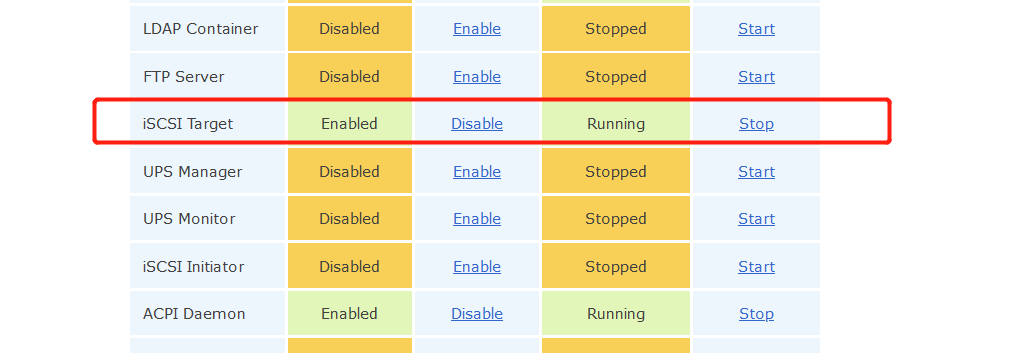 LDAP Container Disabled Enable Stopped Start
FTP Server Disabled Enable Stopped Start
iSCSI Target Enabled Disable Running Stop
UPS Manager Disabled Enable Stopped Start
UPS Monitor Disabled Enable Stopped Start
iSCSI Initiator Disabled Enable Stopped Start
ACPI Daemon Enabled Disable Running Stop